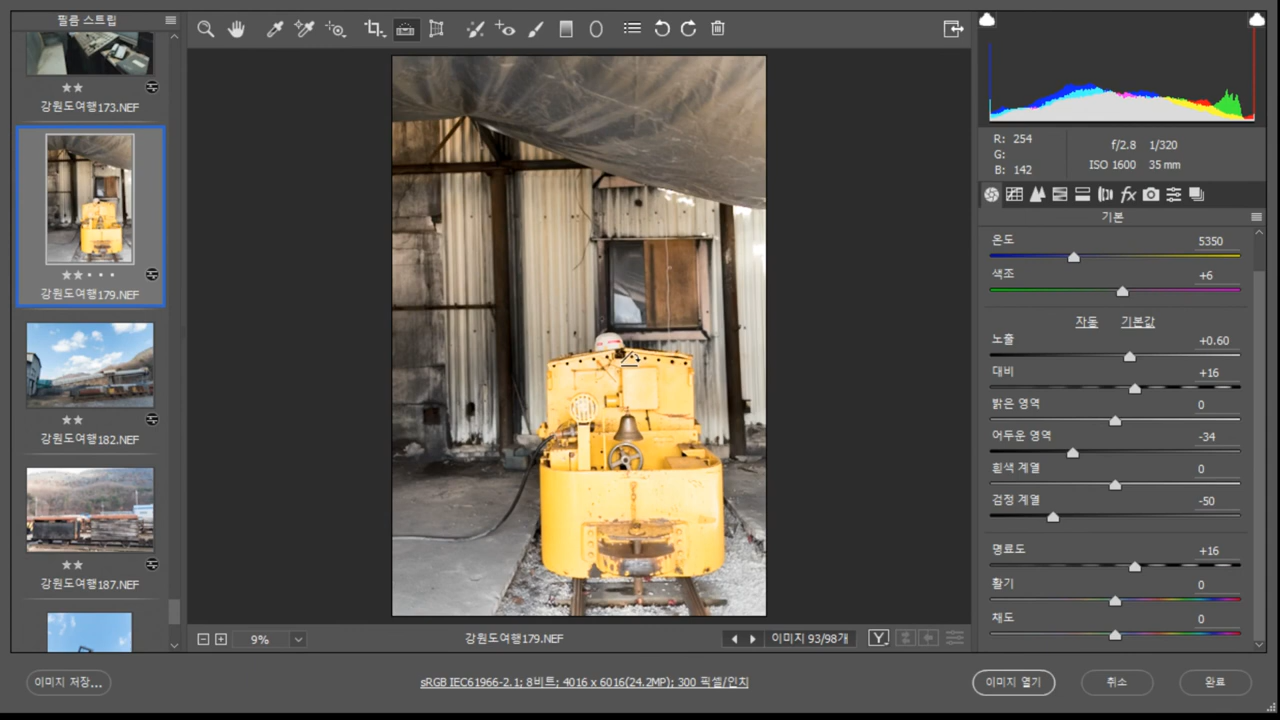 필름 스트립
강원도여행173.NEF
강원도여행179.NEF
강원도여행182.NEF
강원도여행187.NEF
fx
R: 254
G:
B: 142
f/2.8 1/320
ISO 1600 35 mm
기본
온도 5350
색조 +6
자동 기본값
노출 +0.60
대비 +16
밝은 영역 0
어두운 영역 -34
흰색 계열 0
검정 계열 -50
명료도 +16
활기 0
채도 0
9%
강원도여행179.NEF
이미지 93/98개
Y
이미지 저장...
sRGB IEC61966-2.1; 8비트; 4016 x 6016(24.2MP); 300 픽셀/인치
이미지 열기
취소
완료